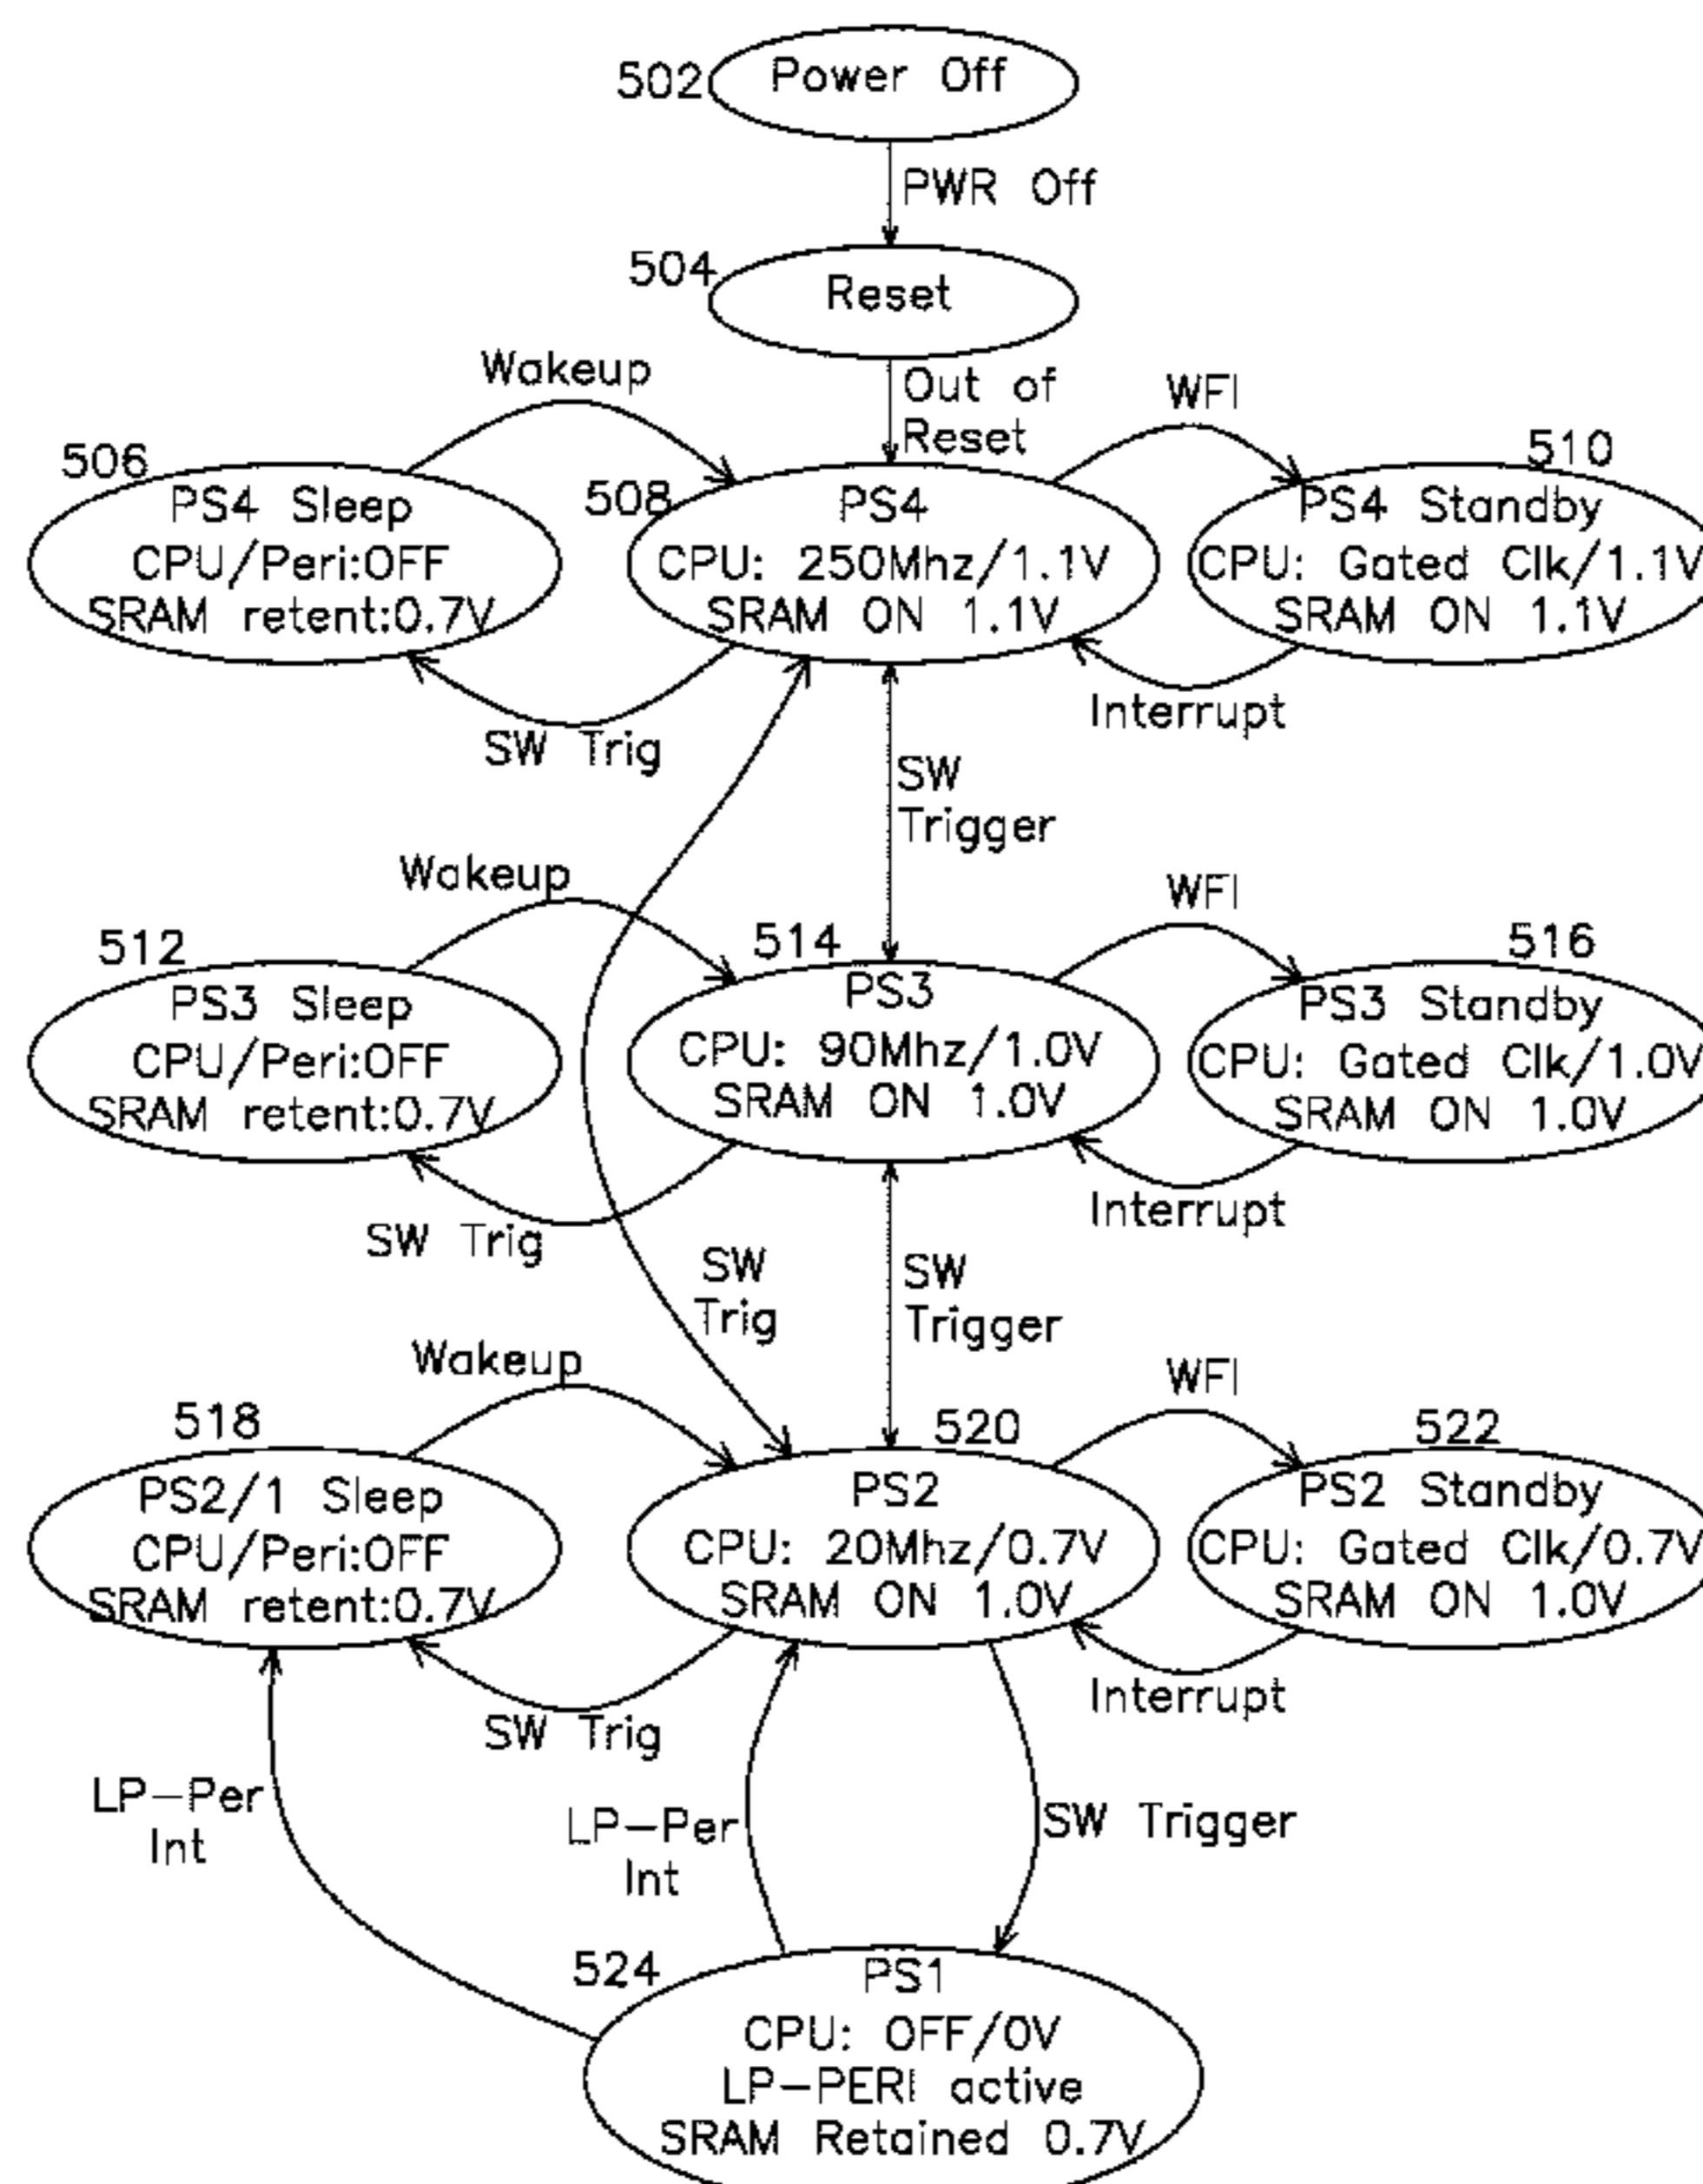 502
Power Off
PWR Off
504
Reset
Out of
Reset
Wakeup
WFI
506
PS4 Sleep
CPU/Peri:OFF
SRAM retent:0.7V
508
PS4
CPU: 250Mhz/1.1V
SRAM ON 1.1V
510
PS4 Standby
CPU: Gated Clk/1.1V
SRAM ON 1.1V
SW Trig
Interrupt
SW
Trigger
Wakeup
WFI
512
PS3 Sleep
CPU/Peri:OFF
SRAM retent:0.7V
514
PS3
CPU: 90Mhz/1.0V
SRAM ON 1.0V
516
PS3 Standby
CPU: Gated Clk/1.0V
SRAM ON 1.0V
SW Trig
Interrupt
SW
Trig
SW
Trigger
Wakeup
WFI
518
PS2/1 Sleep
CPU/Peri:OFF
SRAM retent:0.7V
520
PS2
CPU: 20Mhz/0.7V
SRAM ON 1.0V
522
PS2 Standby
CPU: Gated Clk/0.7V
SRAM ON 1.0V
SW Trig
Interrupt
LP-Per
Int
LP-Per
Int
SW Trigger
524
PS1
CPU: OFF/0V
LP-PERI active
SRAM Retained 0.7V